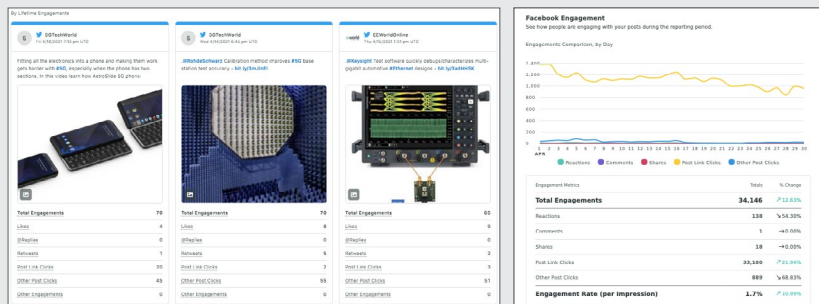 By Lifetime Engagements
5
5GTechWorld
Fitting all the electronics into a phone and making them work
gets harder with #5G, especially when the phone has two
sections. In this video learn how AstroSlide 5G phone
Total Engagements 70
Likes 4
@Replies 0
Retweets 1
Post Link Clicks 20
Other Post Clicks 45
Other Engagements 0
5
5GTechWorld
.@RohdeSchwarz Calibration method improves #5G base
station test accuracy -
Total Engagements 70
Likes 8
@Replies 0
Retweets 5
Post Link Clicks 2
Other Post Clicks 55
Other Engagements 0
EEWorldOnline
.@Keysight Test software quickly debugs/characterizes multi-
gigabit automotive #Ethernet designs -
Total Engagements
Likes
@Replies 0
Retweets 2
Post Link Clicks 3
Other Post Clicks 51
Other Engagements 0
Facebook Engagement
See how people are engaging with your posts during the reporting period.
Engagements Comparison, by Day
1,400
1,200
1,000
800
600
400
200
0
1 2 3 4 5 6 7 8 9 10 11 12 13 14 15 16 17 18 19 20 21 22 23 24 25 26 27 28 29 30
APR
Reactions Comments Shares Post Link Clicks Other Post Clicks
Engagement Metrics Totals % Change
Total Engagements 34,146 ↗12.63%
Reactions 138 ↘54.30%
Comments 1 →0.00%
Shares 18 →0.00%
Post Link Clicks 33,100
Other Post Clicks 889 ↘68.83%
Engagement Rate (per Impression) 1.7%